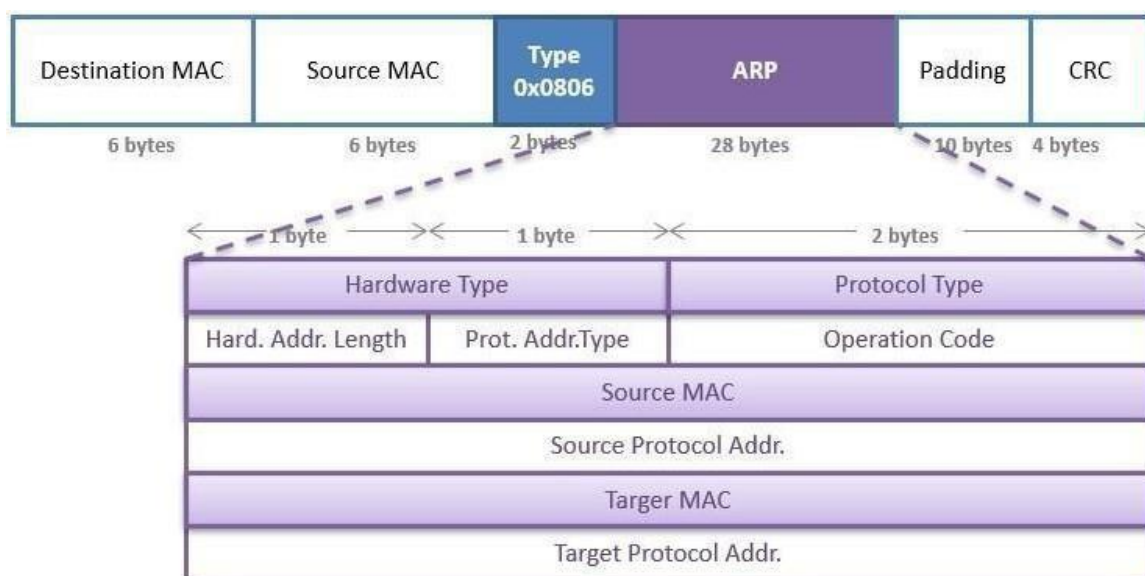 Destination MAC
Source MAC
Type
0x0806
ARP
Padding
CRC
6 bytes
6 bytes
2 bytes
28 bytes
10 bytes
4 bytes
1 byte
1 byte
2 bytes
Hardware Type
Protocol Type
Hard. Addr. Length
Prot. Addr.Type
Operation Code
Source MAC
Source Protocol Addr.
Targer MAC
Target Protocol Addr.